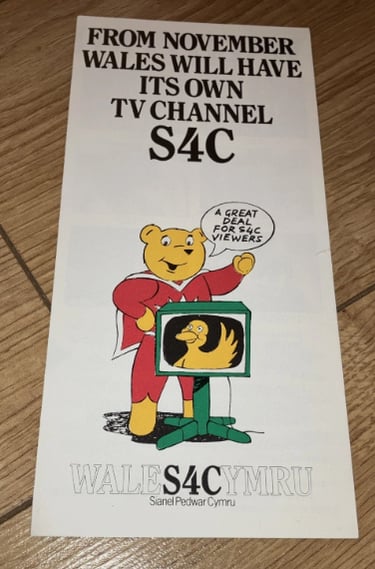 FROM NOVEMBER
WALES WILL HAVE
ITS OWN
TV CHANNEL
S4C
A GREAT
DEAL
FOR S4C
VIEWERS
WALES4CYMRU
Sianel Pedwar Cymru